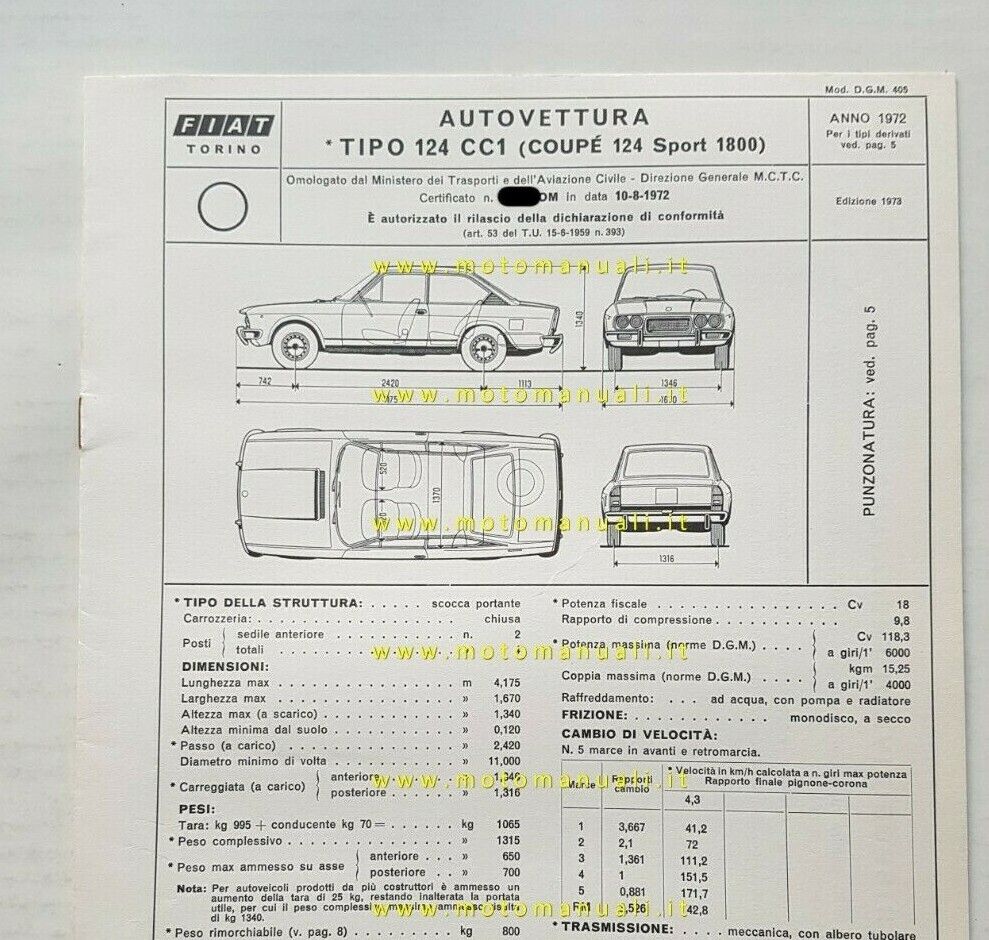 Mod. D.G.M. 405
FIAT
TORINO
AUTOVETTURA
* TIPO 124 CC1 (COUPÉ 124 Sport 1800)
ANNO 1972
Per i tipi derivati
ved. pag. 5
Omologato dal Ministero dei Trasporti e dell'Aviazione Civile - Direzione Generale M.C.T.C.
Certificato n. OM in data 10-8-1972
È autorizzato il rilascio della dichiarazione di conformità
(art. 53 del T.U. 15-6-1959 n. 393)
Edizione 1973
www.motomanuali.it
1340
742 2420 1113
1346
www.motomanuali.it
PUNZONATURA: ved. pag. 5
520
1370
www.motomanuali.it
1316
* TIPO DELLA STRUTTURA: . . . . . scocca portante
Carrozzeria: . . . . . chiusa
Posti
sedile anteriore . . . . . n. 2
totali . . . . . »
DIMENSIONI:
Lunghezza max . . . . . m 4,175
Larghezza max . . . . . » 1,670
Altezza max (a scarico) . . . . . » 1,340
Altezza minima dal suolo . . . . . » 0,120
* Passo (a carico) . . . . . » 2,420
Diametro minimo di volta . . . . . » 11,000
* Carreggiata (a carico)
anteriore . . . » 1,346
posteriore . . . » 1,316
PESI:
Tara: kg 995 + conducente kg 70 = . . . . . kg 1065
* Peso complessivo . . . . . » 1315
* Peso max ammesso su asse
anteriore . . . » 650
posteriore . . » 700
Nota: Per autoveicoli prodotti da più costruttori è ammesso un
aumento della tara di 25 kg, restando inalterata la portata
utile, per cui il peso complessivo
di kg 1340.
* Peso rimorchiabile (v. pag. 8) . . . . . kg 800
* Potenza fiscale . . . . . Cv 18
Rapporto di compressione . . . . . 9,8
* Potenza massima (norme D.G.M.) . . . .
Cv 118,3
a giri/1' 6000
www.motomanuali.it
Coppia massima (norme D.G.M.) . . . .
kgm 15,25
a giri/1' 4000
Raffreddamento: . . . ad acqua, con pompa e radiatore
FRIZIONE: . . . . . monodisco, a secco
CAMBIO DI VELOCITÀ:
N. 5 marce in avanti e retromarcia.
Marce
Rapporti
cambio
* Velocità in km/h calcolata a n. giri max potenza
Rapporto finale pignone-corona
4,3
www.motomanuali.it
1 3,667 41,2
2 2,1 72
3 1,361 111,2
4 1 151,5
5 0,881 171,7
RM 3,526 42,8
www.motomanuali.it
* TRASMISSIONE: . . . . meccanica, con albero tubolare